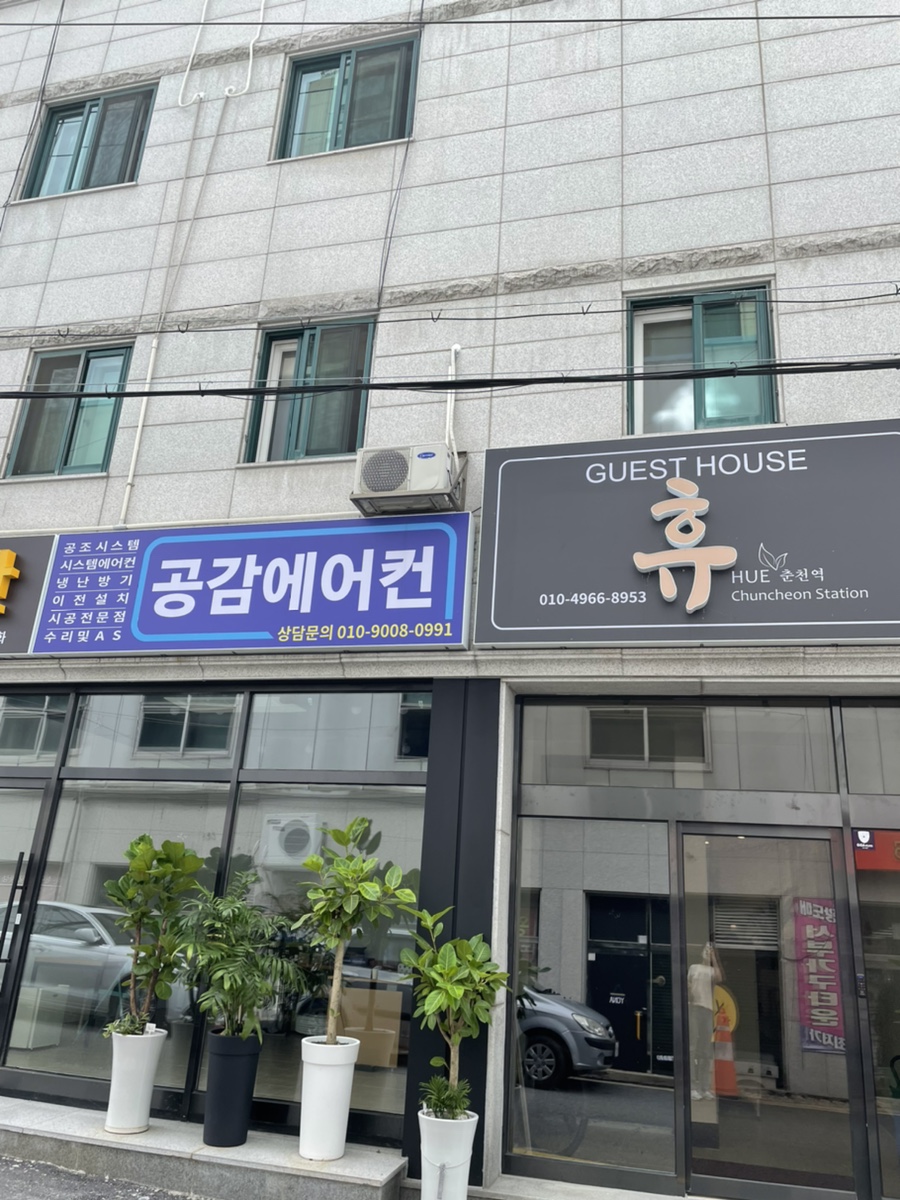 화
공조시스템
시스템에어컨
냉난방기
이전설치
시공전문점
수리및AS
공감에어컨
상담문의 010-9008-0991
GUEST HOUSE
휴
HUE 춘천역
Chuncheon Station
010-4966-8953